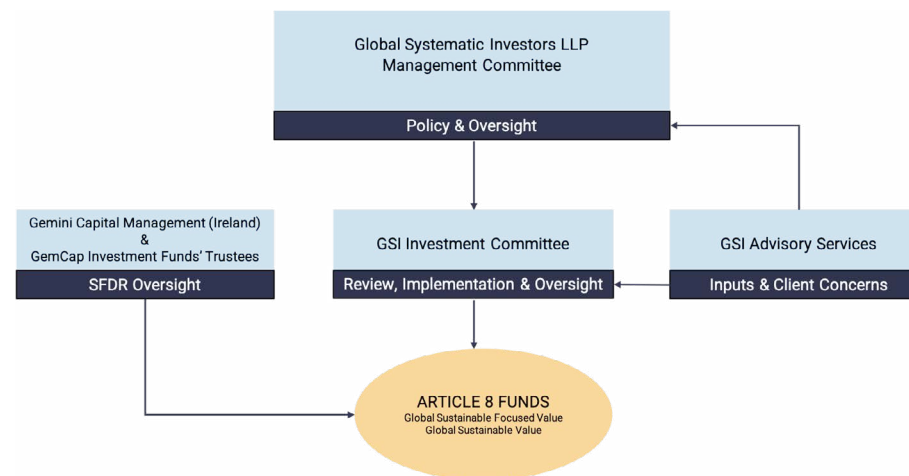 Global Systematic Investors LLP
Management Committee
Policy & Oversight
Gemini Capital Management (Ireland)
&
GemCap Investment Funds' Trustees
SFDR Oversight
GSI Investment Committee
Review, Implementation & Oversight
GSI Advisory Services
Inputs & Client Concerns
ARTICLE 8 FUNDS
Global Sustainable Focused Value
Global Sustainable Value